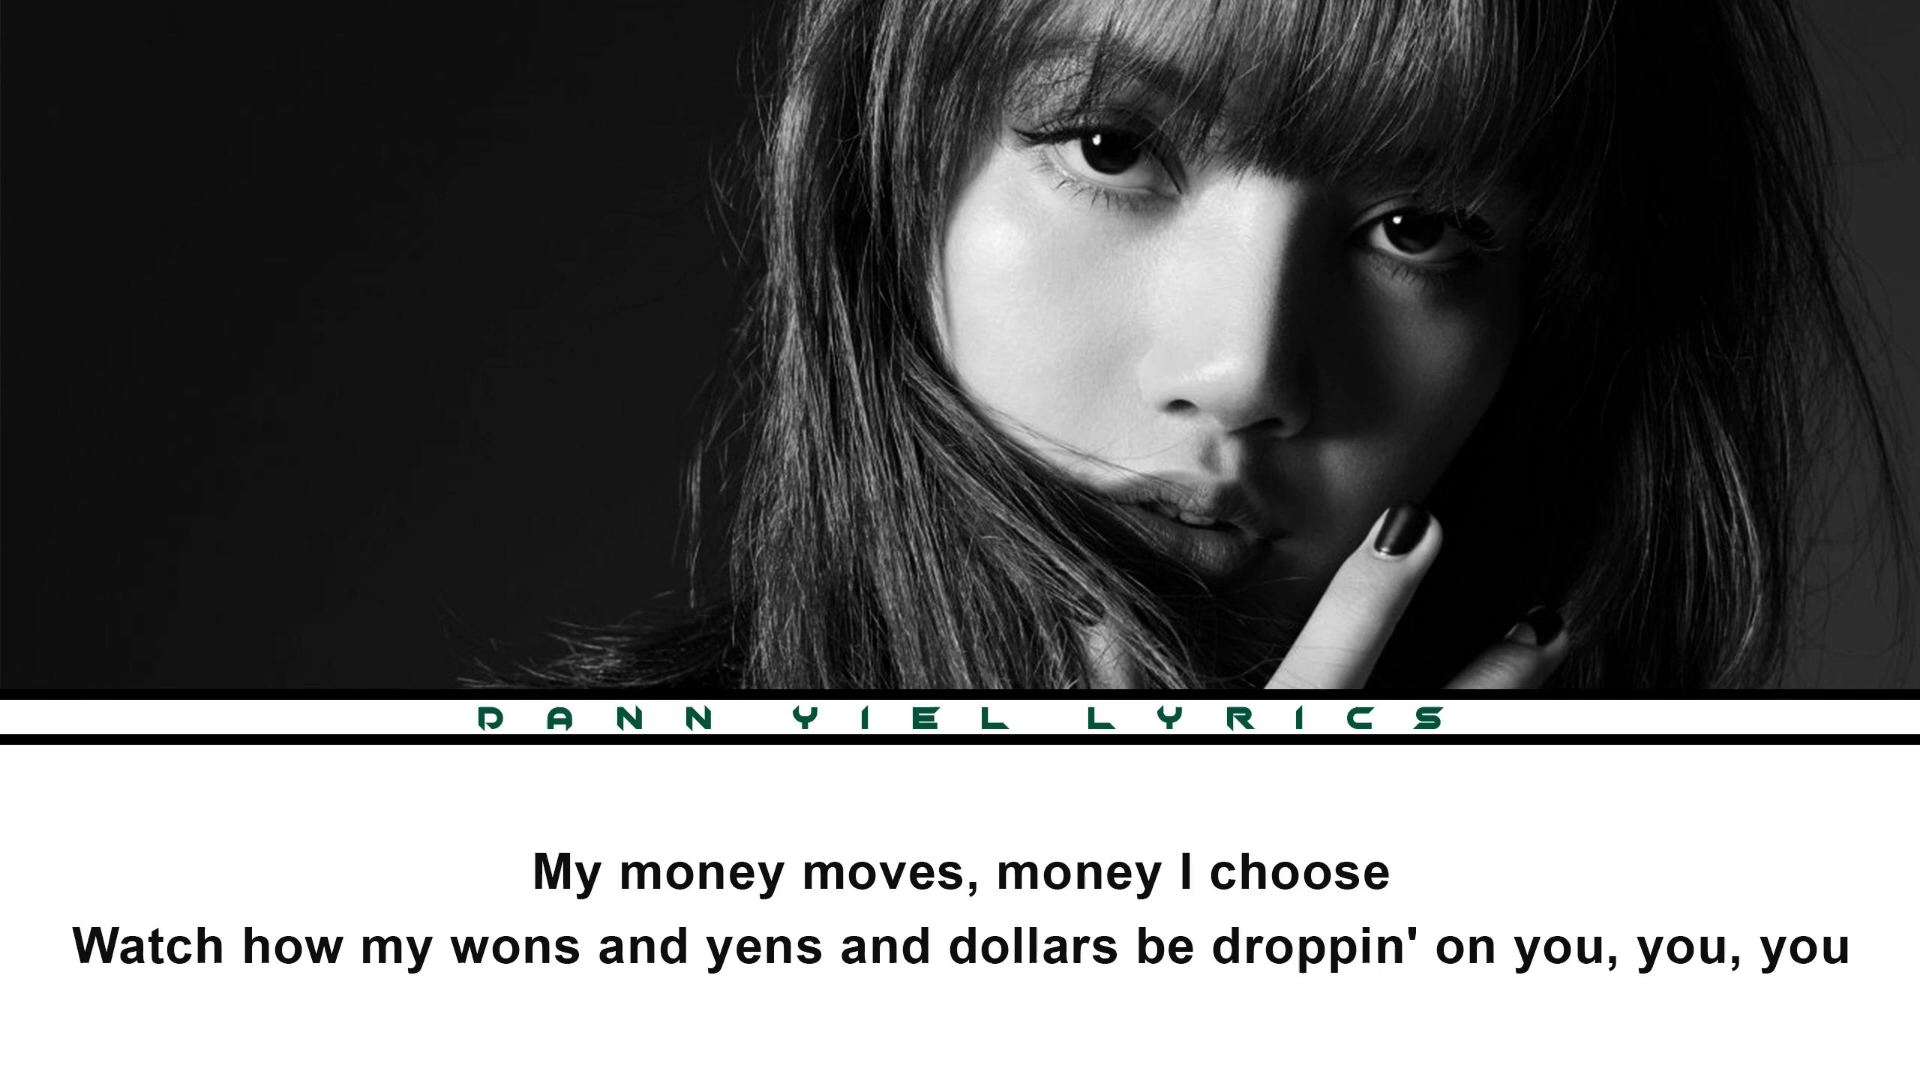 DANN YIEL LYRICS
My money moves, money I choose
Watch how my wons and yens and dollars be droppin' on you, you, you